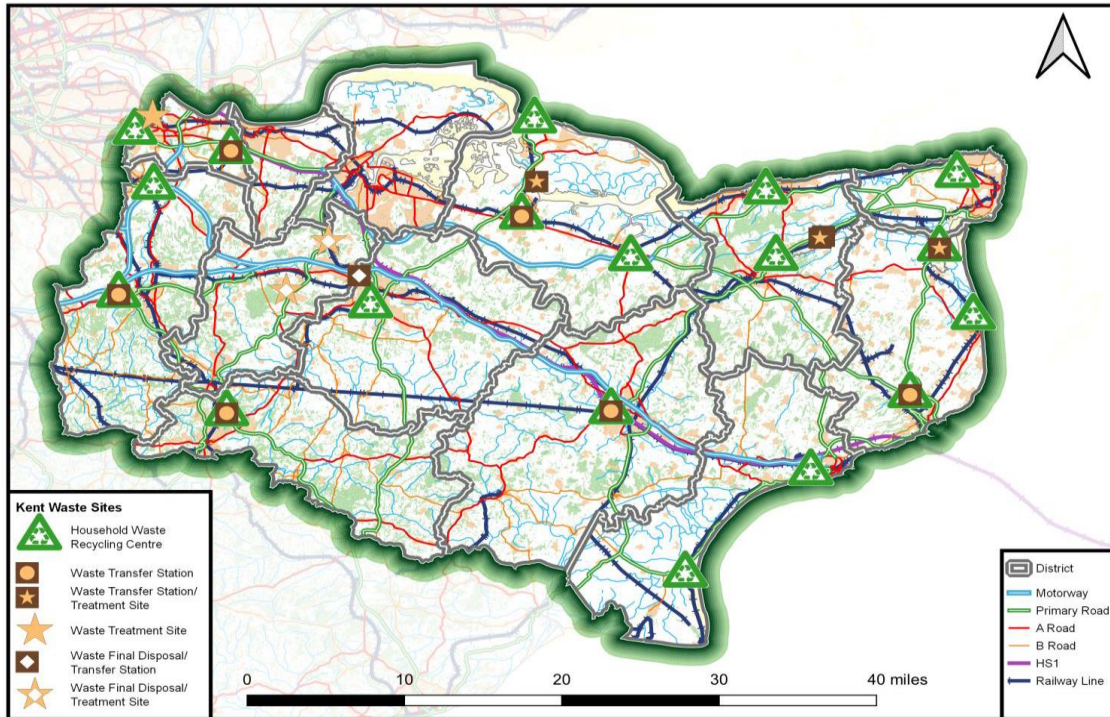 Kent Waste Sites
Household Waste
Recycling Centre
Waste Transfer Station
Waste Transfer Station/
Treatment Site
Waste Treatment Site
Waste Final Disposal/
Transfer Station
Waste Final Disposal/
Treatment Site
0 10 20 30 40 miles
District
Motorway
Primary Road
A Road
B Road
HS1
Railway Line